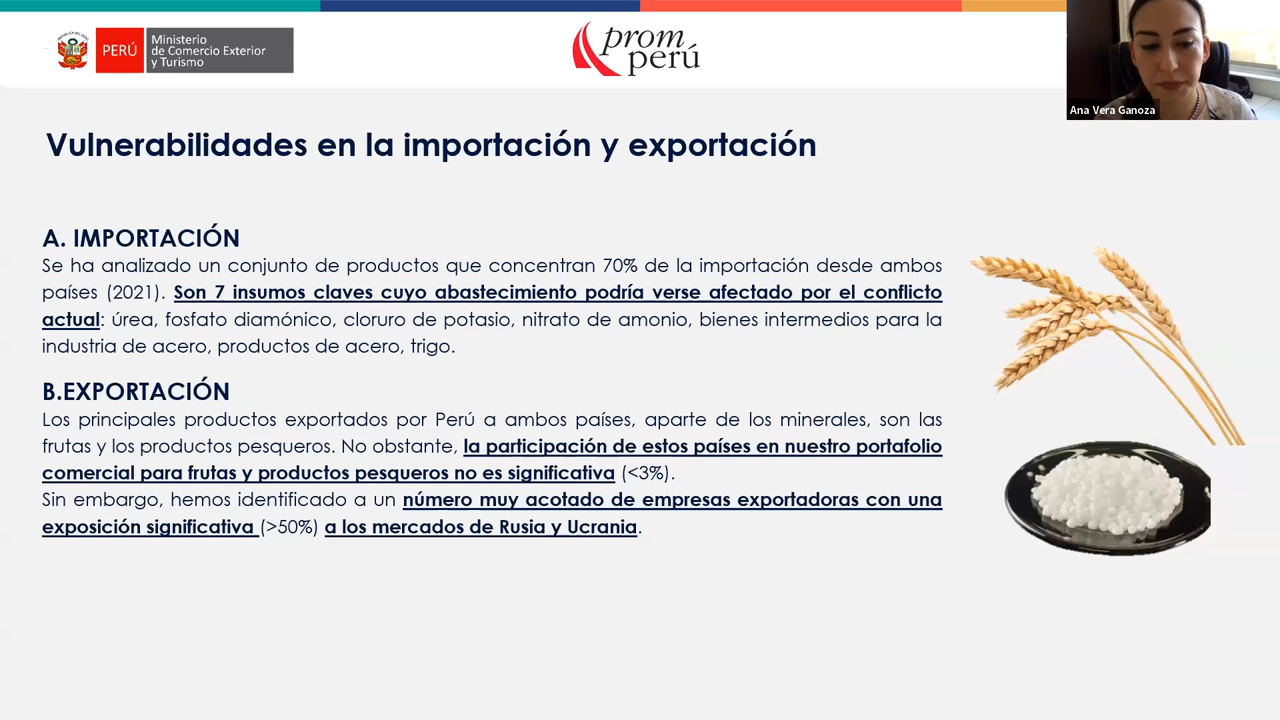 PERÚ
Ministerio
de Comercio Exterior
y Turismo
prom
perú
Ana Vera Ganoza
Vulnerabilidades en la importación y exportación
A. IMPORTACIÓN
Se ha analizado un conjunto de productos que concentran 70% de la importación desde ambos
países (2021). Son 7 insumos claves cuyo abastecimiento podría verse afectado por el conflicto
actual: úrea, fosfato diamónico, cloruro de potasio, nitrato de amonio, bienes intermedios para la
industria de acero, productos de acero, trigo.
B.EXPORTACIÓN
Los principales productos exportados por Perú a ambos países, aparte de los minerales, son las
frutas y los productos pesqueros. No obstante, la participación de estos países en nuestro portafolio
comercial para frutas y productos pesqueros no es significativa (<3%).
Sin embargo, hemos identificado a un número muy acotado de empresas exportadoras con una
exposición significativa (>50%) a los mercados de Rusia y Ucrania.